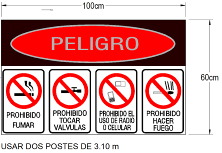 100cm
PELIGRO
60cm
PROHIBIDO
FUMAR
PROHIBIDO
TOCAR
VALVULAS
PROHIBIDO EL
USO DE RADIO
O CELULAR
PROHIBIDO
HACER
FUEGO
USAR DOS POSTES DE 3.10 m